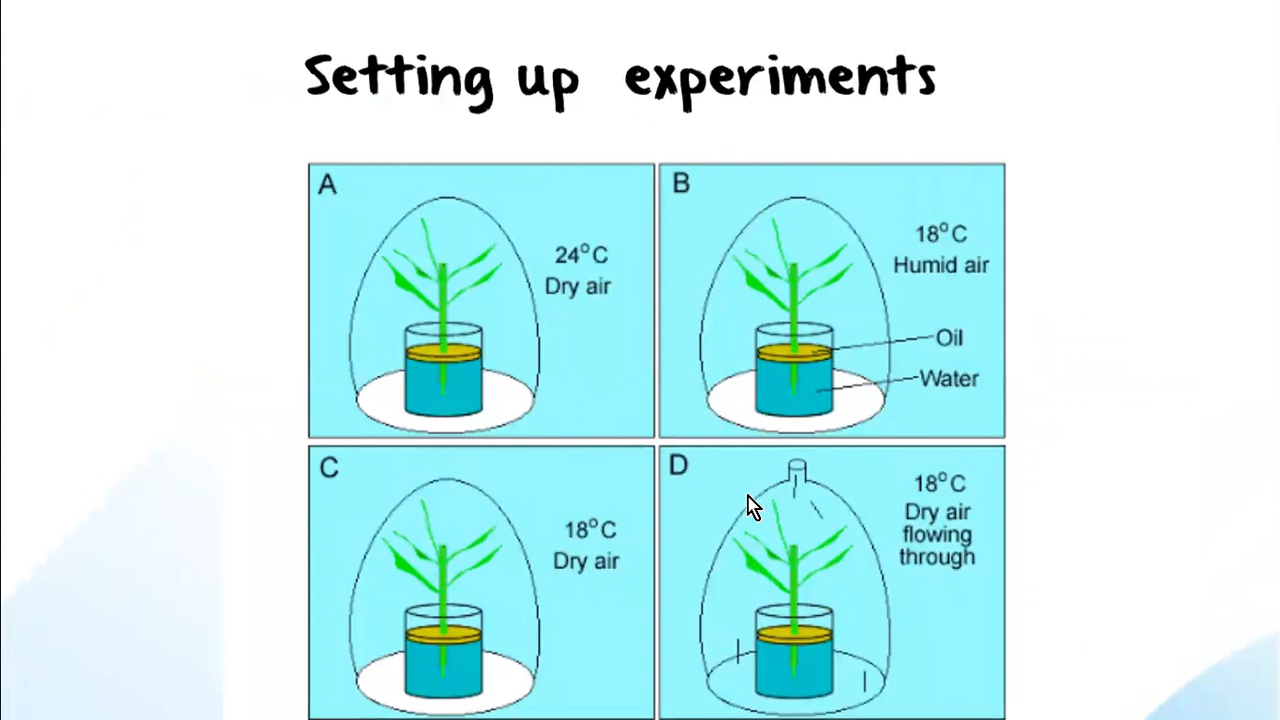 Setting up experiments
A
24°C
Dry air
B
18°C
Humid air
Oil
Water
C
18°C
Dry air
D
18°C
Dry air
flowing
through